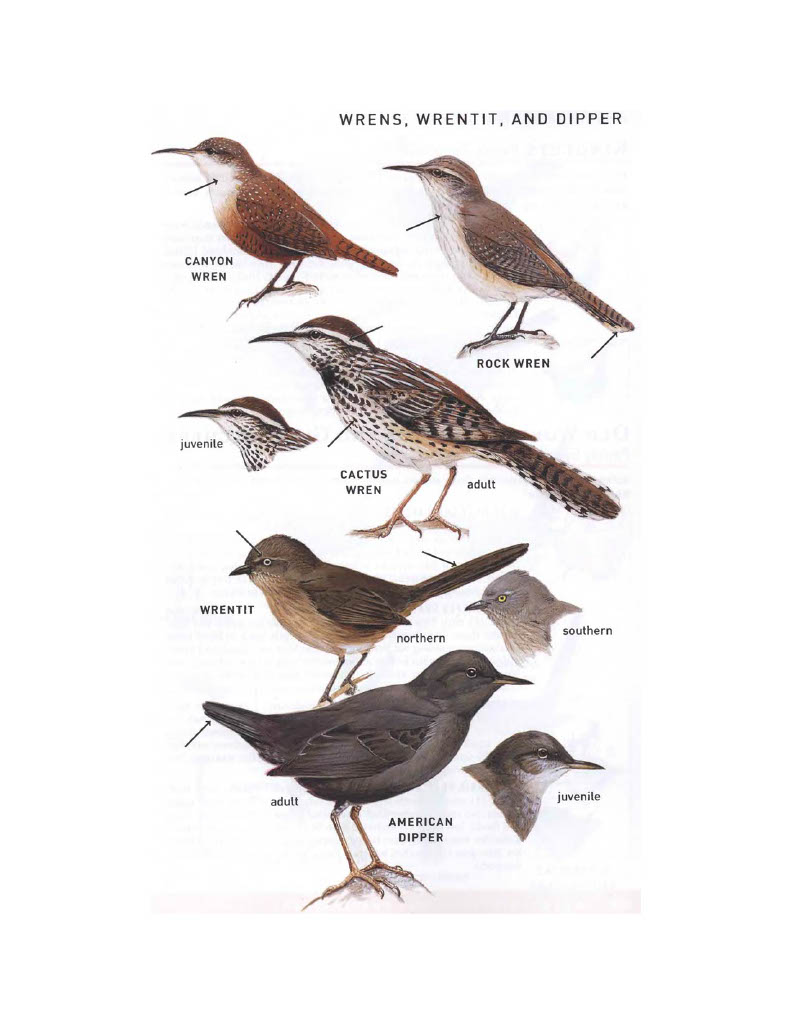 WRENS, WRENTIT, AND DIPPER
CANYON
WREN
ROCK WREN
juvenile
CACTUS
WREN
adult
WRENTIT
northern
southern
adult
AMERICAN
DIPPER
juvenile